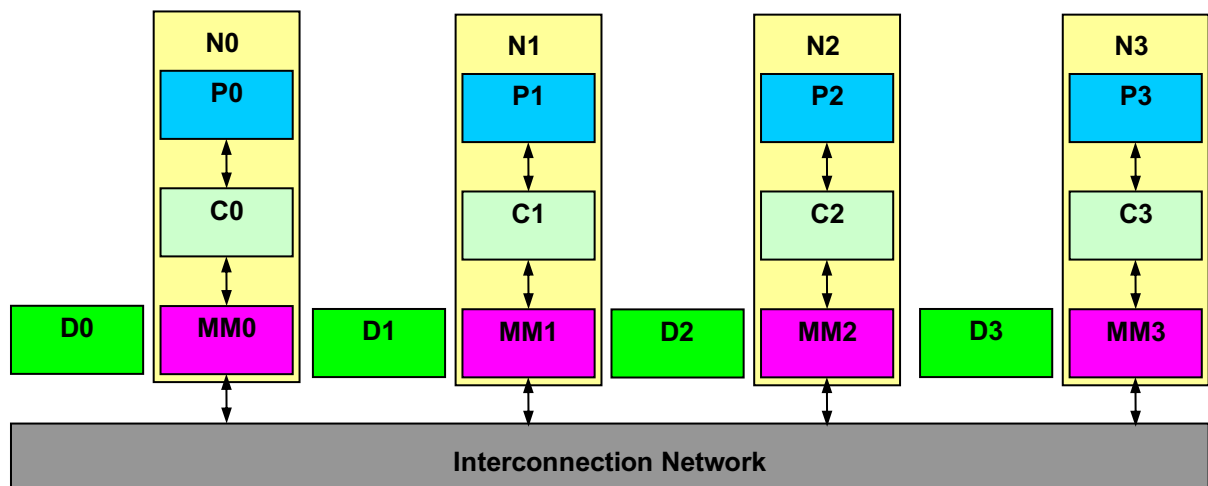 N0 N1 N2 N3
P0 P1 P2 P3
C0 C1 C2 C3
D0 MM0 D1 MM1 D2 MM2 D3 MM3
Interconnection Network